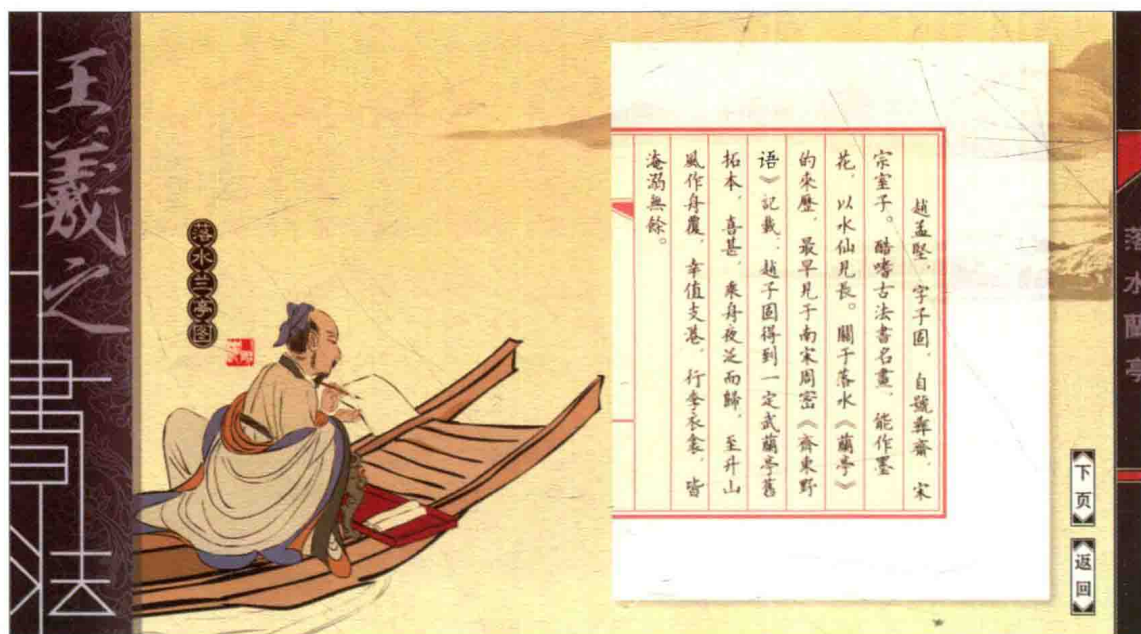 王羲之
書法
落水兰亭图
趙孟堅，字子固，自號彝齋，宋
宗室子。酷嗜古法書名畫，能作墨
花，以水仙見長。關于落水《蘭亭》
的來歷，最早見于南宋周密《齊東野
语》記載，趙子固得到一定武蘭亭舊
拓本，喜甚，乘舟夜泛而歸，至升山
風作舟覆，幸值支港，行李衣衾，皆
淹溺無餘。
落水蘭亭
下页
返回